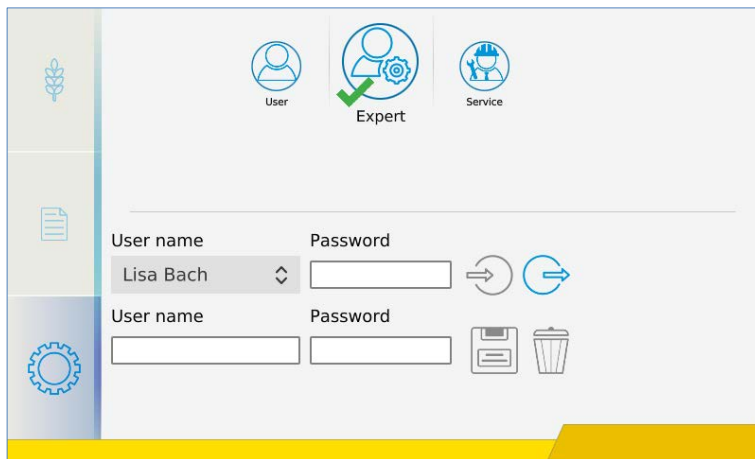 User
Expert
Service
User name
Password
Lisa Bach
User name
Password